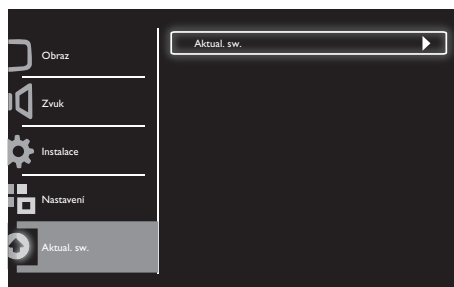 Obraz
Zvuk
Instalace
Nastavení
Aktual. sw.
Aktual. sw.